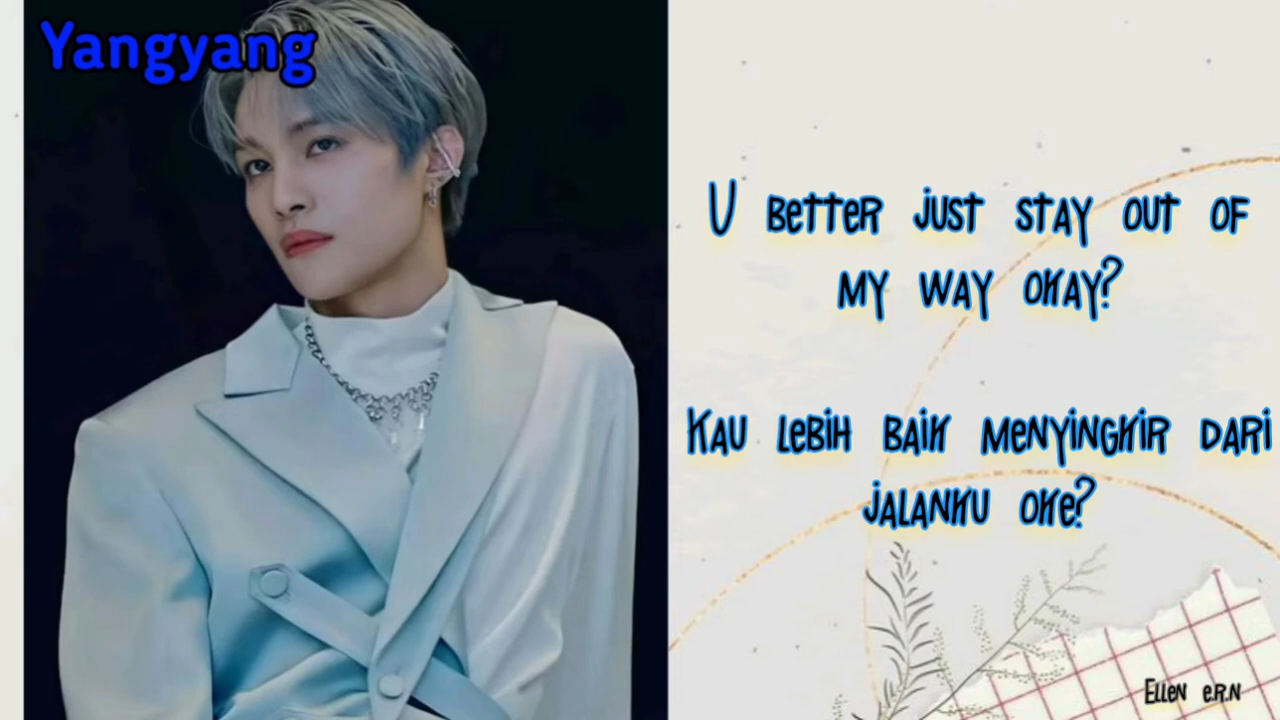 Yangyang
U better just stay out of
my way okay?
Kau lebih baik menyingkir dari
jalanku oke?
Ellen e.R.N